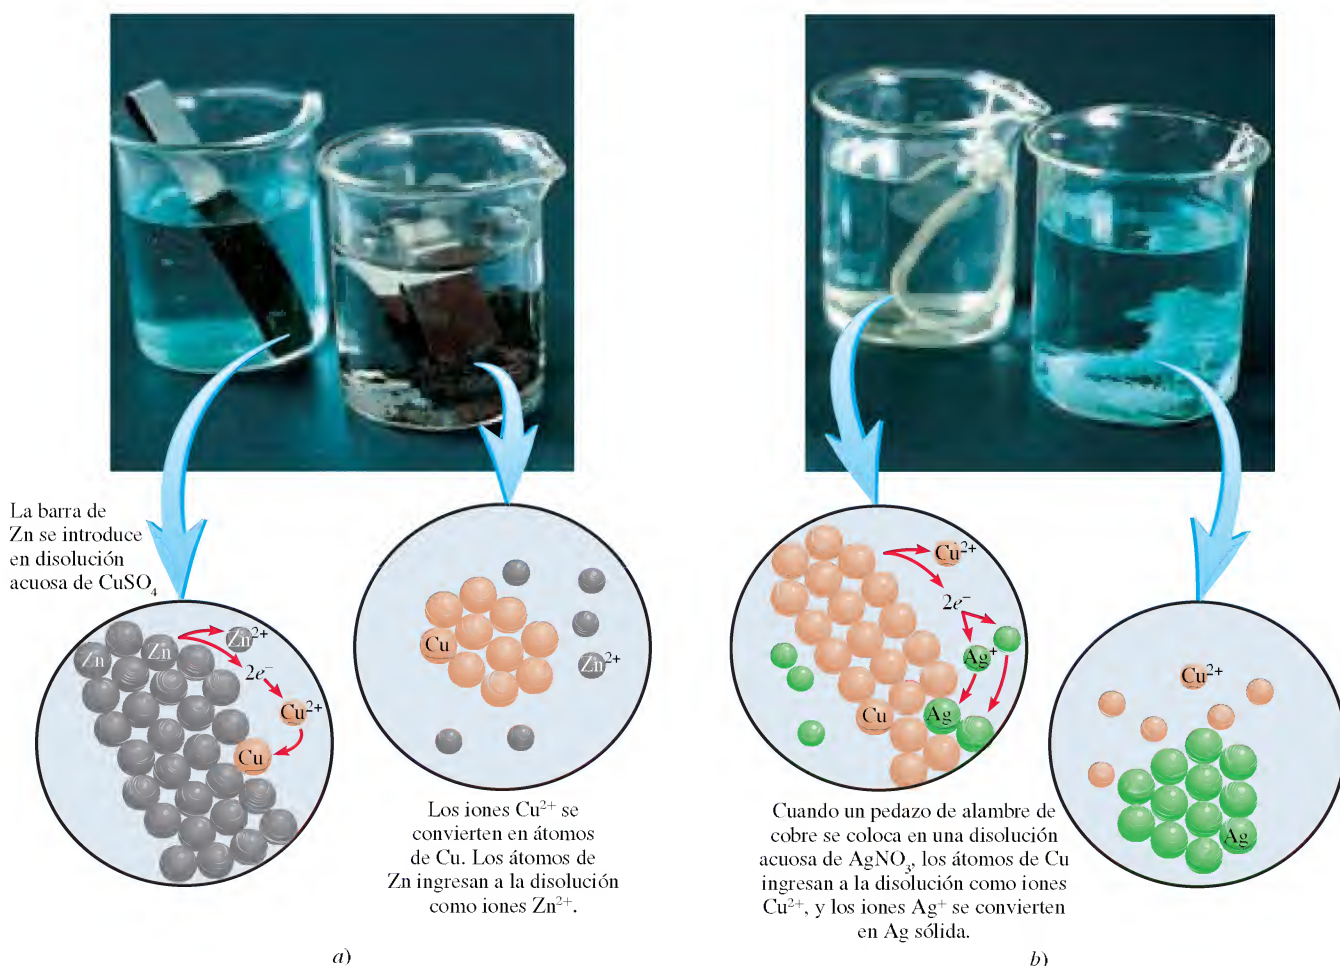 La barra de
Zn se introduce
en disolución
acuosa de CuSO₄
Zn
Zn
Zn²⁺
2e⁻
Cu²⁺
Cu
Cu
Zn²⁺
Los iones Cu²⁺ se
convierten en átomos
de Cu. Los átomos de
Zn ingresan a la disolución
como iones Zn²⁺.
a)
Cu²⁺
2e⁻
Ag⁺
Cu
Ag
Cu²⁺
Ag
Cuando un pedazo de alambre de
cobre se coloca en una disolución
acuosa de AgNO₃, los átomos de Cu
ingresan a la disolución como iones
Cu²⁺, y los iones Ag⁺ se convierten
en Ag sólida.
b)